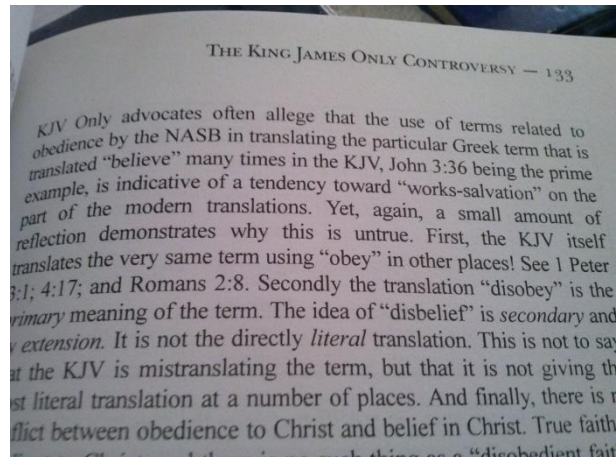 THE KING JAMES ONLY CONTROVERSY — 133
KJV Only advocates often allege that the use of terms related to
obedience by the NASB in translating the particular Greek term that is
translated “believe” many times in the KJV, John 3:36 being the prime
example, is indicative of a tendency toward “works-salvation” on the
part of the modern translations. Yet, again, a small amount of
reflection demonstrates why this is untrue. First, the KJV itself
translates the very same term using “obey” in other places! See 1 Peter
3:1; 4:17; and Romans 2:8. Secondly the translation “disobey” is the
rimary meaning of the term. The idea of “disbelief” is secondary and
extension. It is not the directly literal translation. This is not to say
at the KJV is mistranslating the term, but that it is not giving th
st literal translation at a number of places. And finally, there is
flict between obedience to Christ and belief in Christ. True faith
“disobedient fait